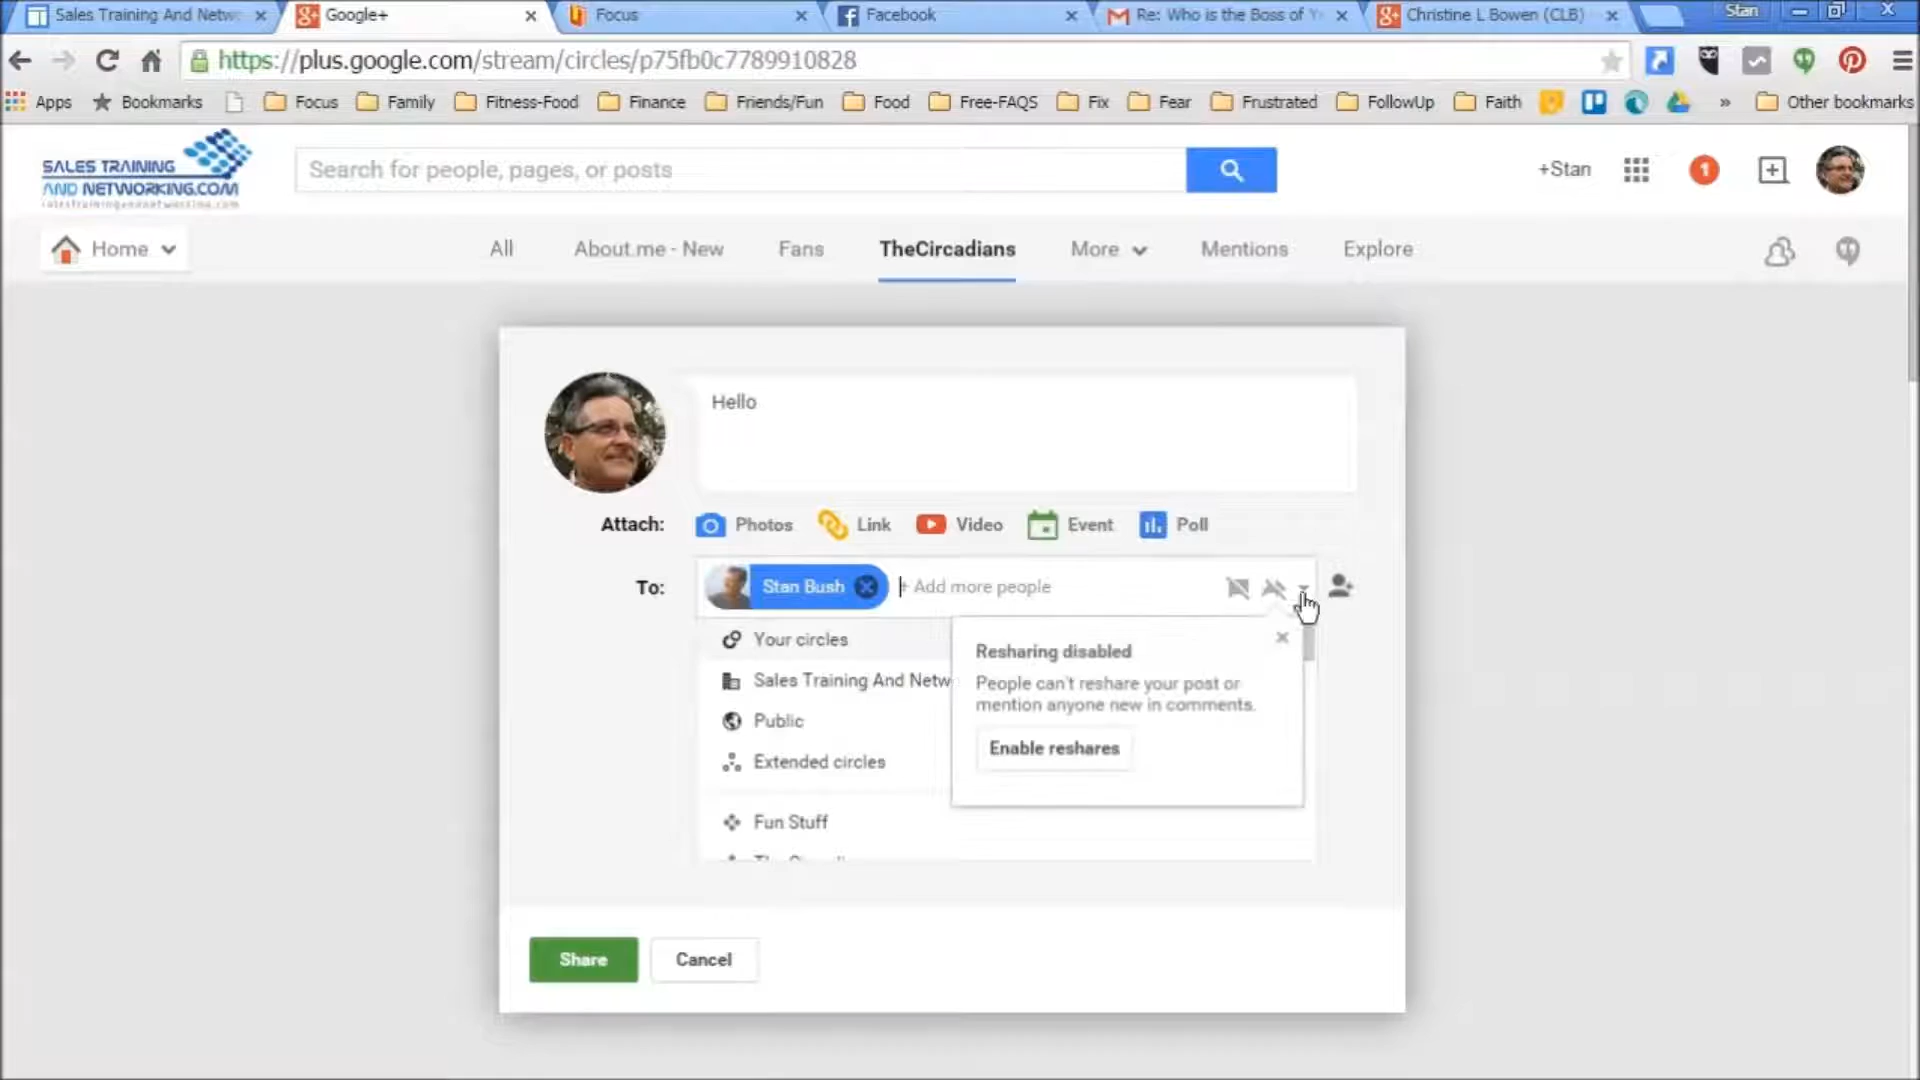 Sales Training And Netw
Google+
Focus
Facebook
Re: Who is the Boss of Y
Christine L Bowen (CLB)
Stan
https://plus.google.com/stream/circles/p75fb0c7789910828
Apps
Bookmarks
Focus
Family
Fitness-Food
Finance
Friends/Fun
Food
Free-FAQS
Fix
Fear
Frustrated
FollowUp
Faith
»
Other bookmarks
SALES TRAINING
AND NETWORKING.COM
salestrainingandnetworking.com
Search for people, pages, or posts
+Stan
1
Home
All
About.me - New
Fans
TheCircadians
More
Mentions
Explore
Hello
Attach:
Photos
Link
Video
Event
Poll
To:
Stan Bush
+ Add more people
Your circles
Sales Training And Netw
Public
Extended circles
Fun Stuff
Resharing disabled
People can't reshare your post or
mention anyone new in comments.
Enable reshares
Share
Cancel